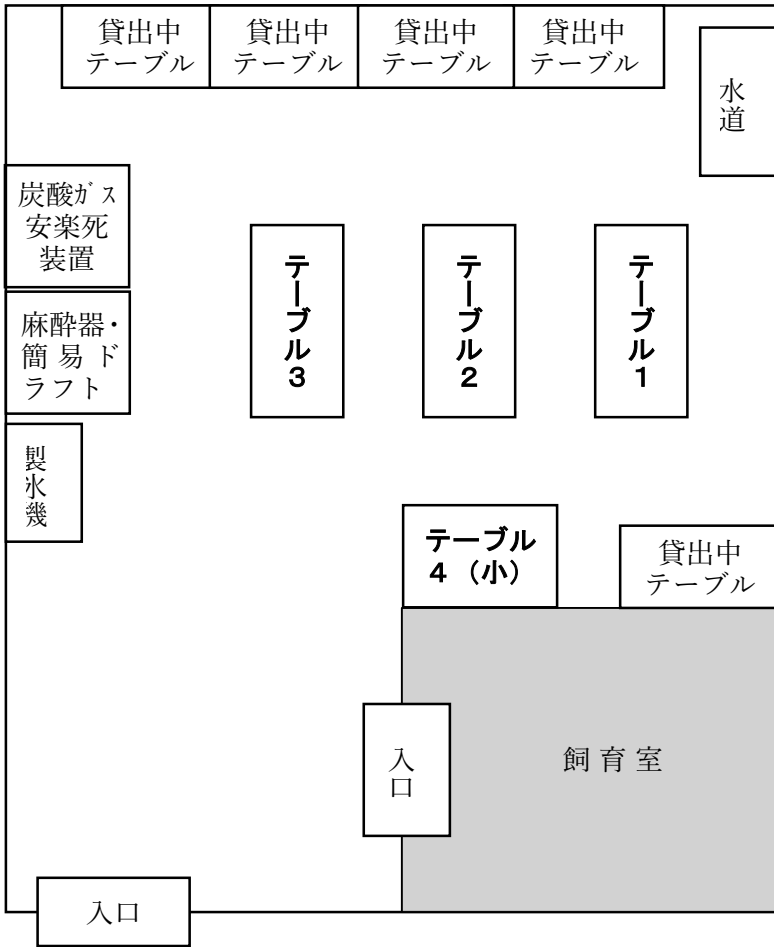 貸出中
テーブル
貸出中
テーブル
貸出中
テーブル
貸出中
テーブル
水道
炭酸ガス
安楽死
装置
麻酔器・
簡易ド
ラフト
製氷機
テーブル3
テーブル2
テーブル1
テーブル
4（小）
貸出中
テーブル
入口
飼育室
入口